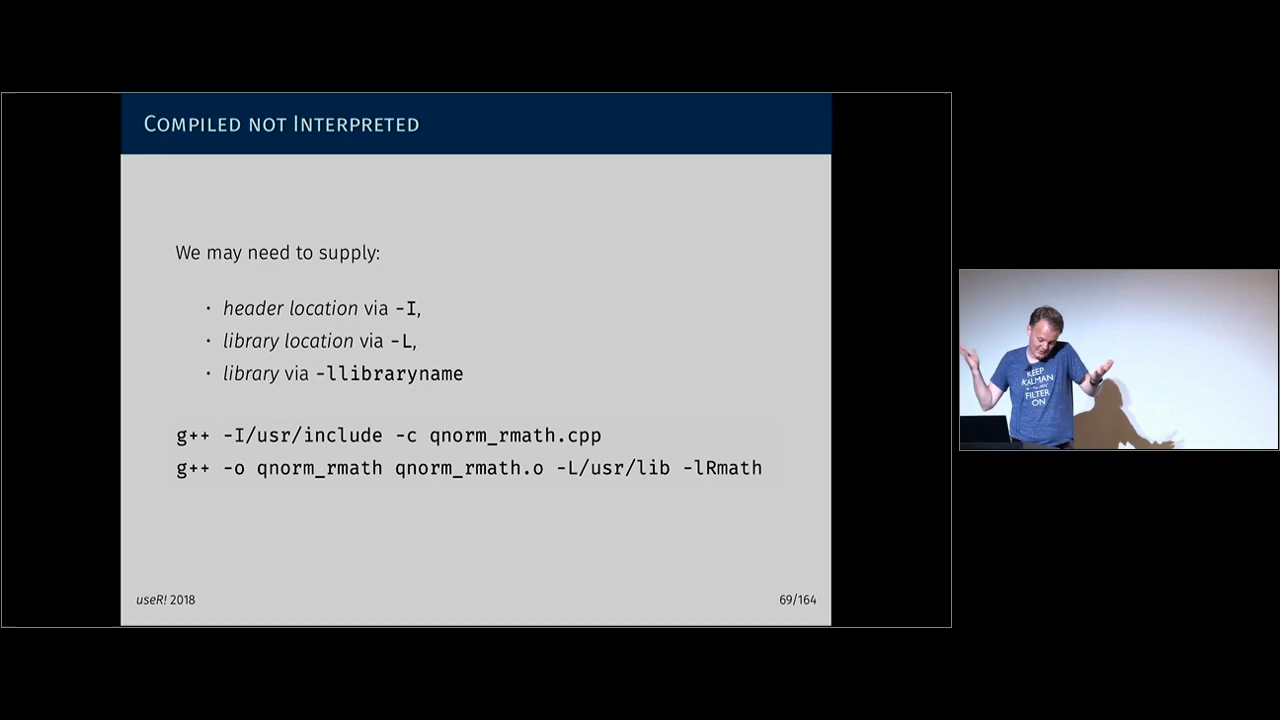 COMPILED NOT INTERPRETED
We may need to supply:
· header location via -I,
· library location via -L,
· library via -llibraryname
g++ -I/usr/include -c qnorm_rmath.cpp
g++ -o qnorm_rmath qnorm_rmath.o -L/usr/lib -lRmath
useR! 2018
69/164
KEEP
KALMAN
FILTER
ON